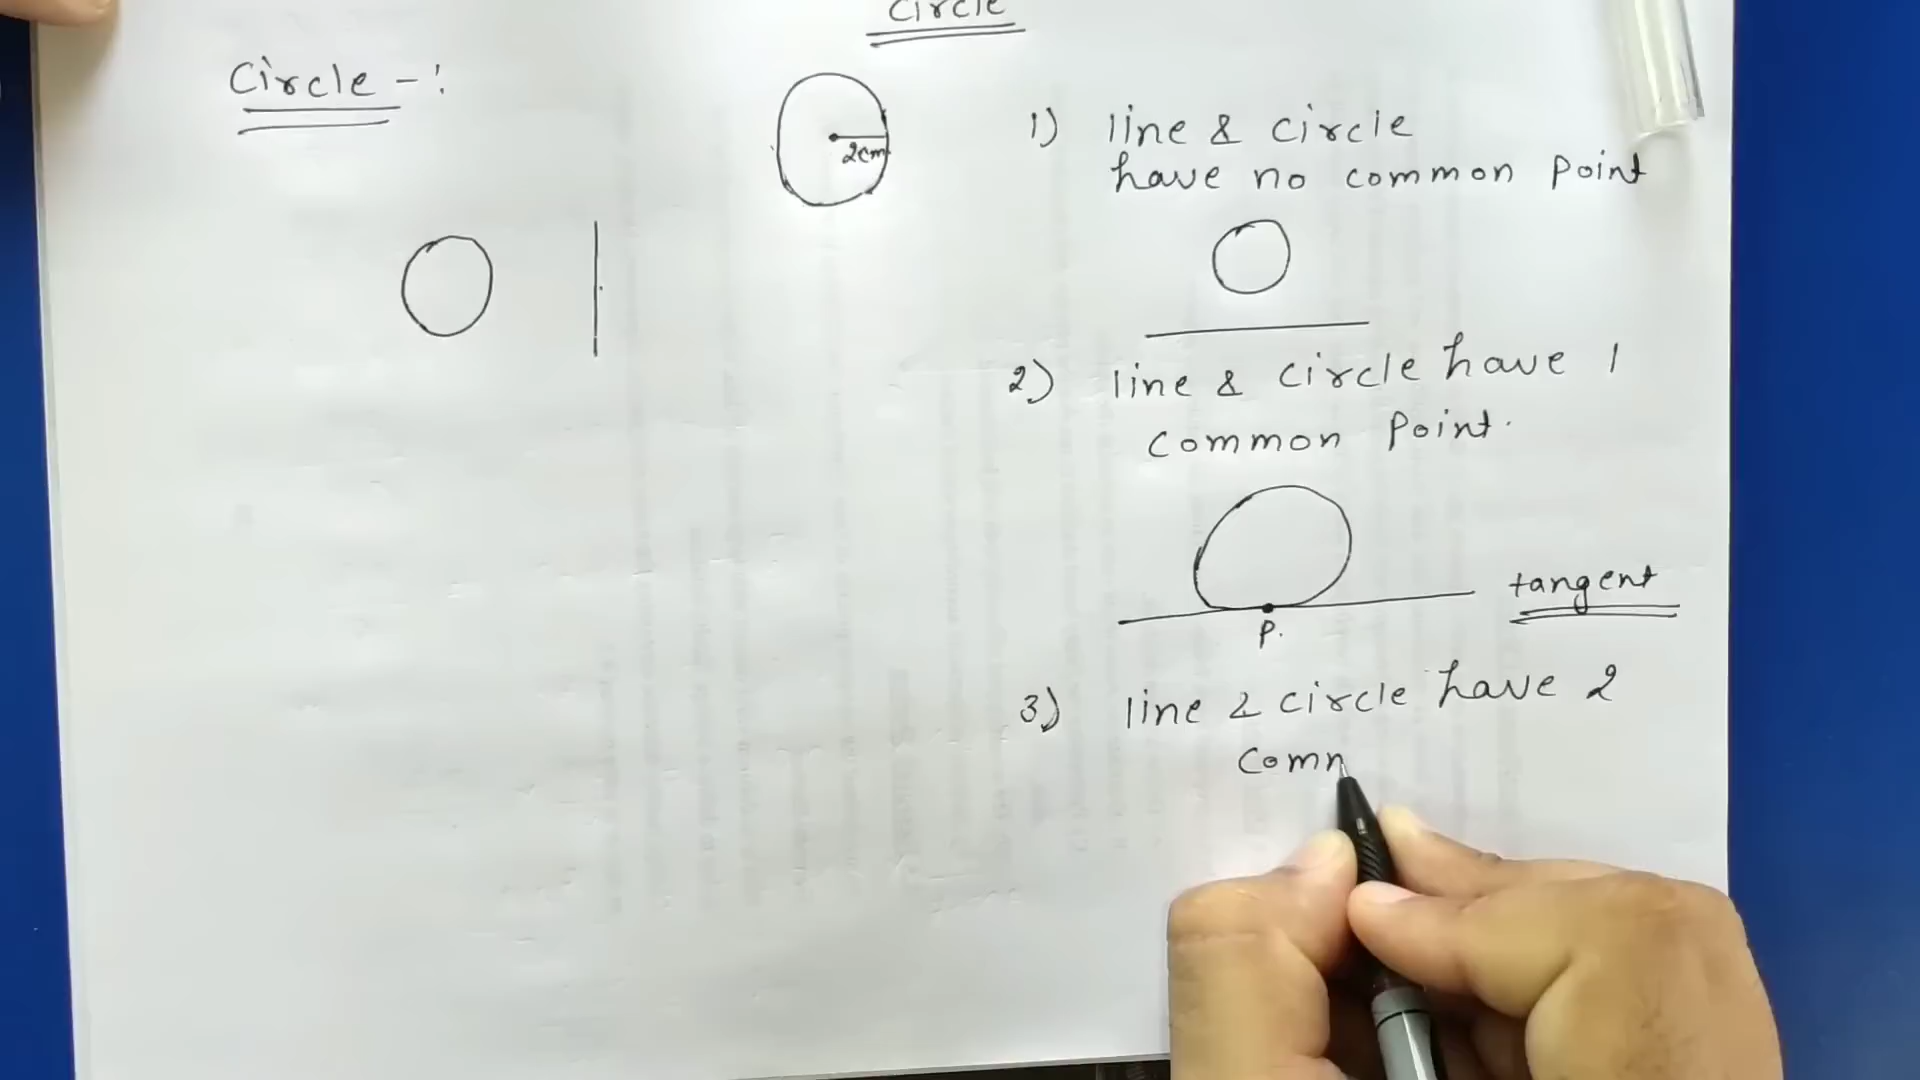 Circle
Circle -:
2cm
1) line & circle
have no common point
2) line & circle have 1
common point.
tangent
P.
3) line & circle have 2
comm